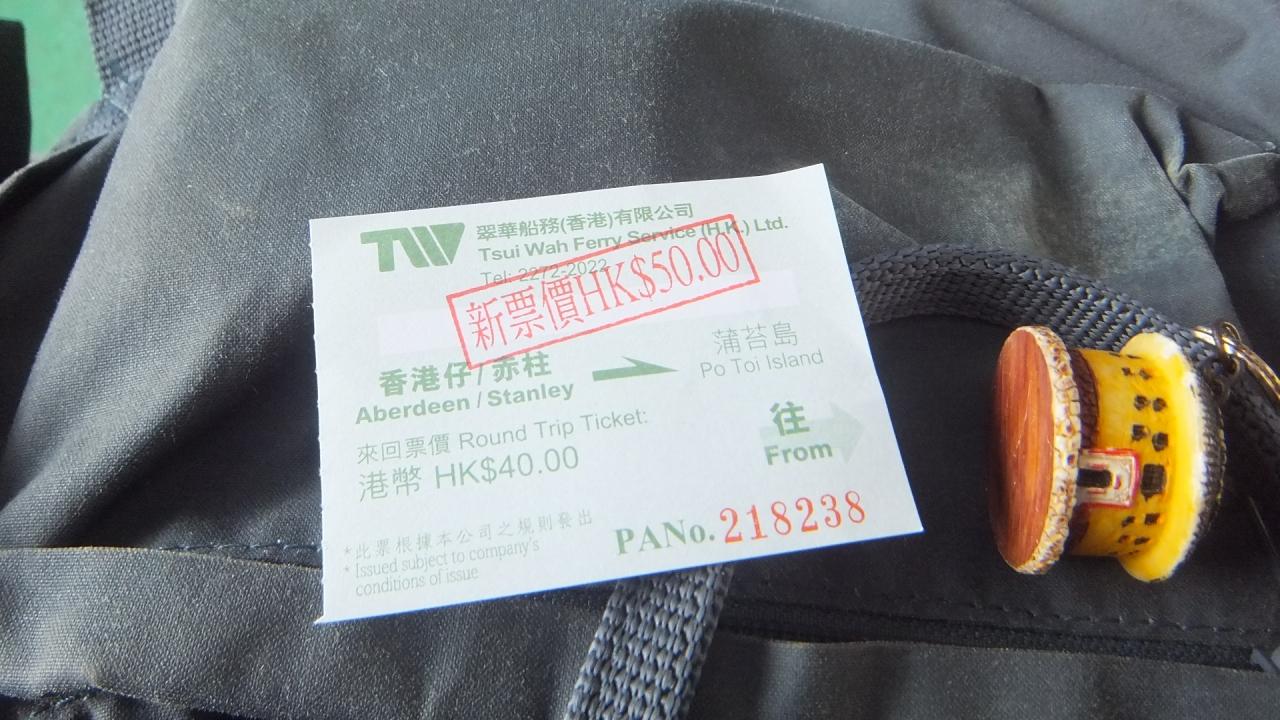 TW
翠華船務(香港)有限公司
Tsui Wah Ferry Service (H.K.) Ltd.
Tel: 2272-2022
新票價HK$50.00
香港仔/赤柱
Aberdeen / Stanley
蒲苔島
Po Toi Island
來回票價 Round Trip Ticket:
港幣 HK$40.00
往
From
*此票根據本公司之規則發出
* Issued subject to company's
conditions of issue
PANo. 218238